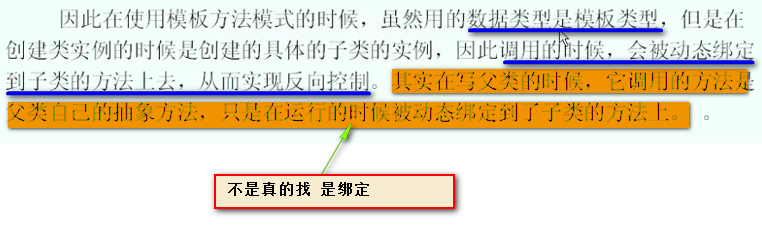 因此在使用模板方法模式的时候，虽然用的数据类型是模板类型，但是在
创建类实例的时候是创建的具体的子类的实例，因此调用的时候，会被动态绑定
到子类的方法上去，从而实现反向控制。其实在写父类的时候，它调用的方法是
父类自己的抽象方法，只是在运行的时候被动态绑定到了子类的方法上。 。
不是真的找 是绑定